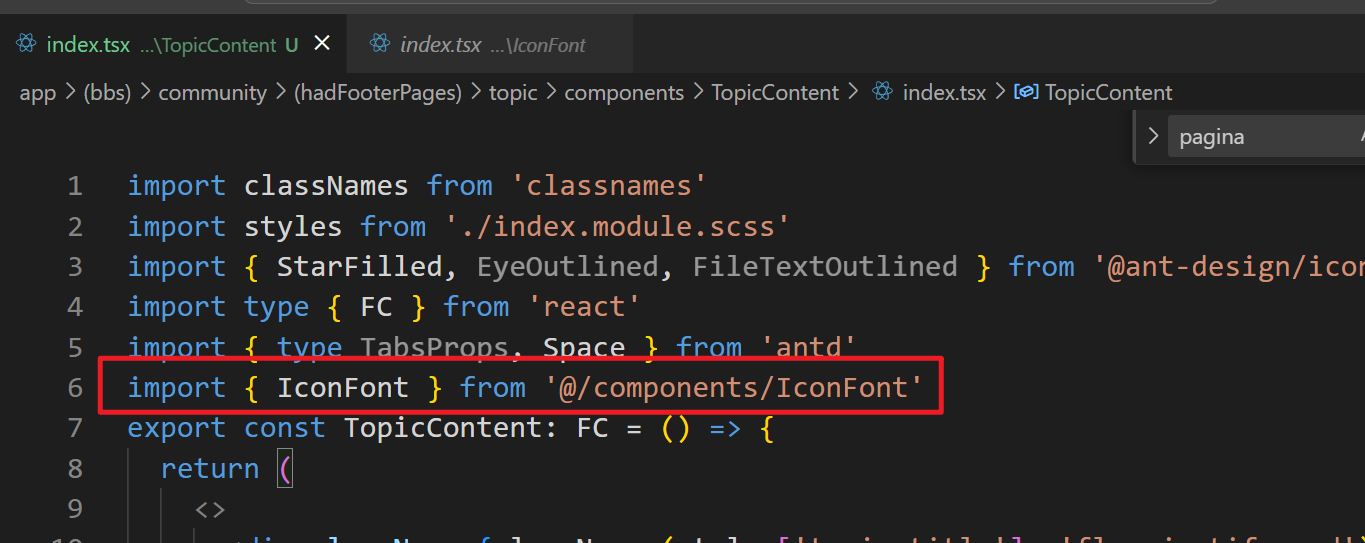 index.tsx ...\TopicContent U index.tsx ...\IconFont
app > (bbs) > community > (hadFooterPages) > topic > components > TopicContent > index.tsx > TopicContent
pagina
1 import classNames from 'classnames'
2 import styles from './index.module.scss'
3 import { StarFilled, EyeOutlined, FileTextOutlined } from '@ant-design/icon
4 import type { FC } from 'react'
5 import { type TabsProps, Space } from 'antd'
6 import { IconFont } from '@/components/IconFont'
7 export const TopicContent: FC = () => {
8 return (
9 <>